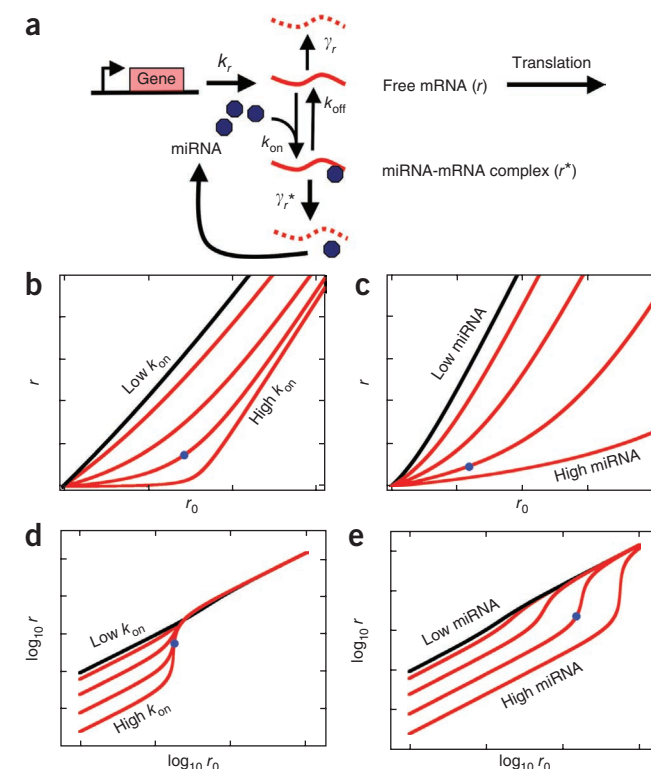 a
Gene
k_r
γ_r
Free mRNA (r)
Translation
k_off
k_on
miRNA
miRNA-mRNA complex (r*)
γ_r*
b
r
Low k_on
High k_on
r_0
c
r
Low miRNA
High miRNA
r_0
d
log_10 r
Low k_on
High k_on
log_10 r_0
e
log_10 r
Low miRNA
High miRNA
log_10 r_0